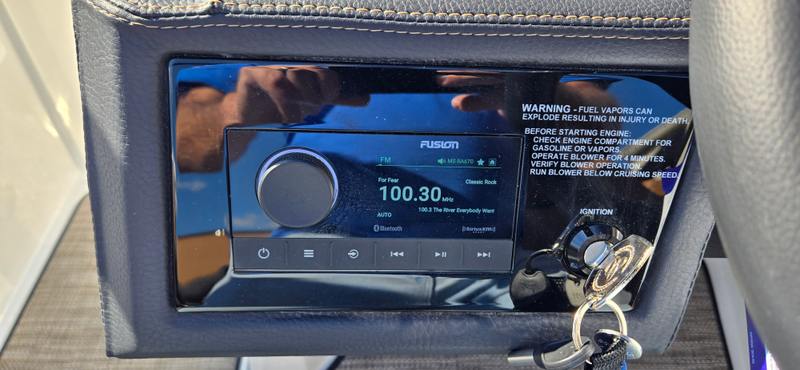 FUSION
FM MS-RA670
For Fear Classic Rock
100.30 MHz
AUTO 100.3 The River Everybody Want
Bluetooth ((SiriusXM))
WARNING - FUEL VAPORS CAN
EXPLODE RESULTING IN INJURY OR DEATH.
BEFORE STARTING ENGINE:
CHECK ENGINE COMPARTMENT FOR
GASOLINE OR VAPORS.
OPERATE BLOWER FOR 4 MINUTES.
VERIFY BLOWER OPERATION.
RUN BLOWER BELOW CRUISING SPEED.
IGNITION